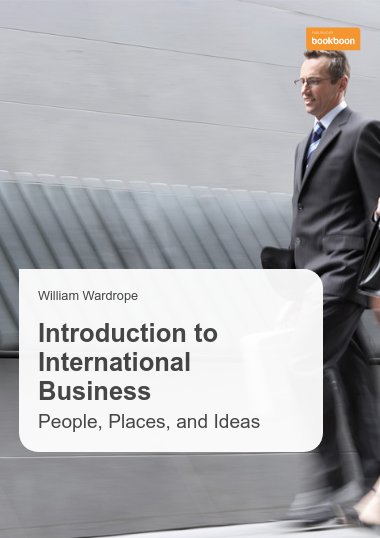 bookboon
William Wardrope
Introduction to
International
Business
People, Places, and Ideas